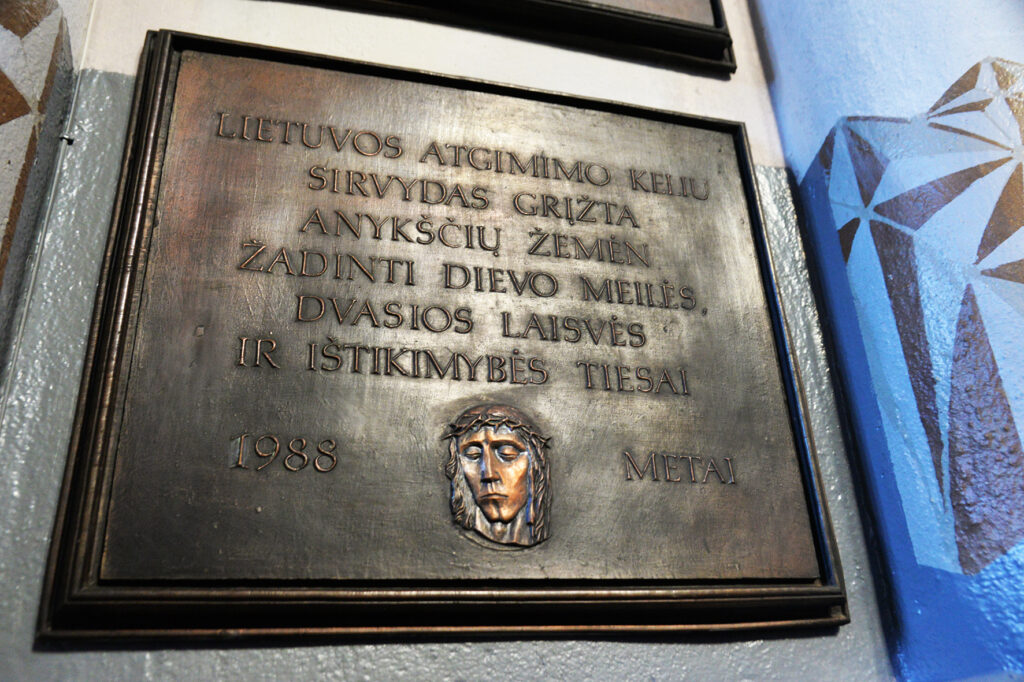 LIETUVOS ATGIMIMO KELIU
SIRVYDAS GRĮŽTA
ANYKŠČIŲ ŽEMĖN
ŽADINTI DIEVO MEILĖS,
DVASIOS LAISVĖS
IR IŠTIKIMYBĖS TIESAI
1988 METAI